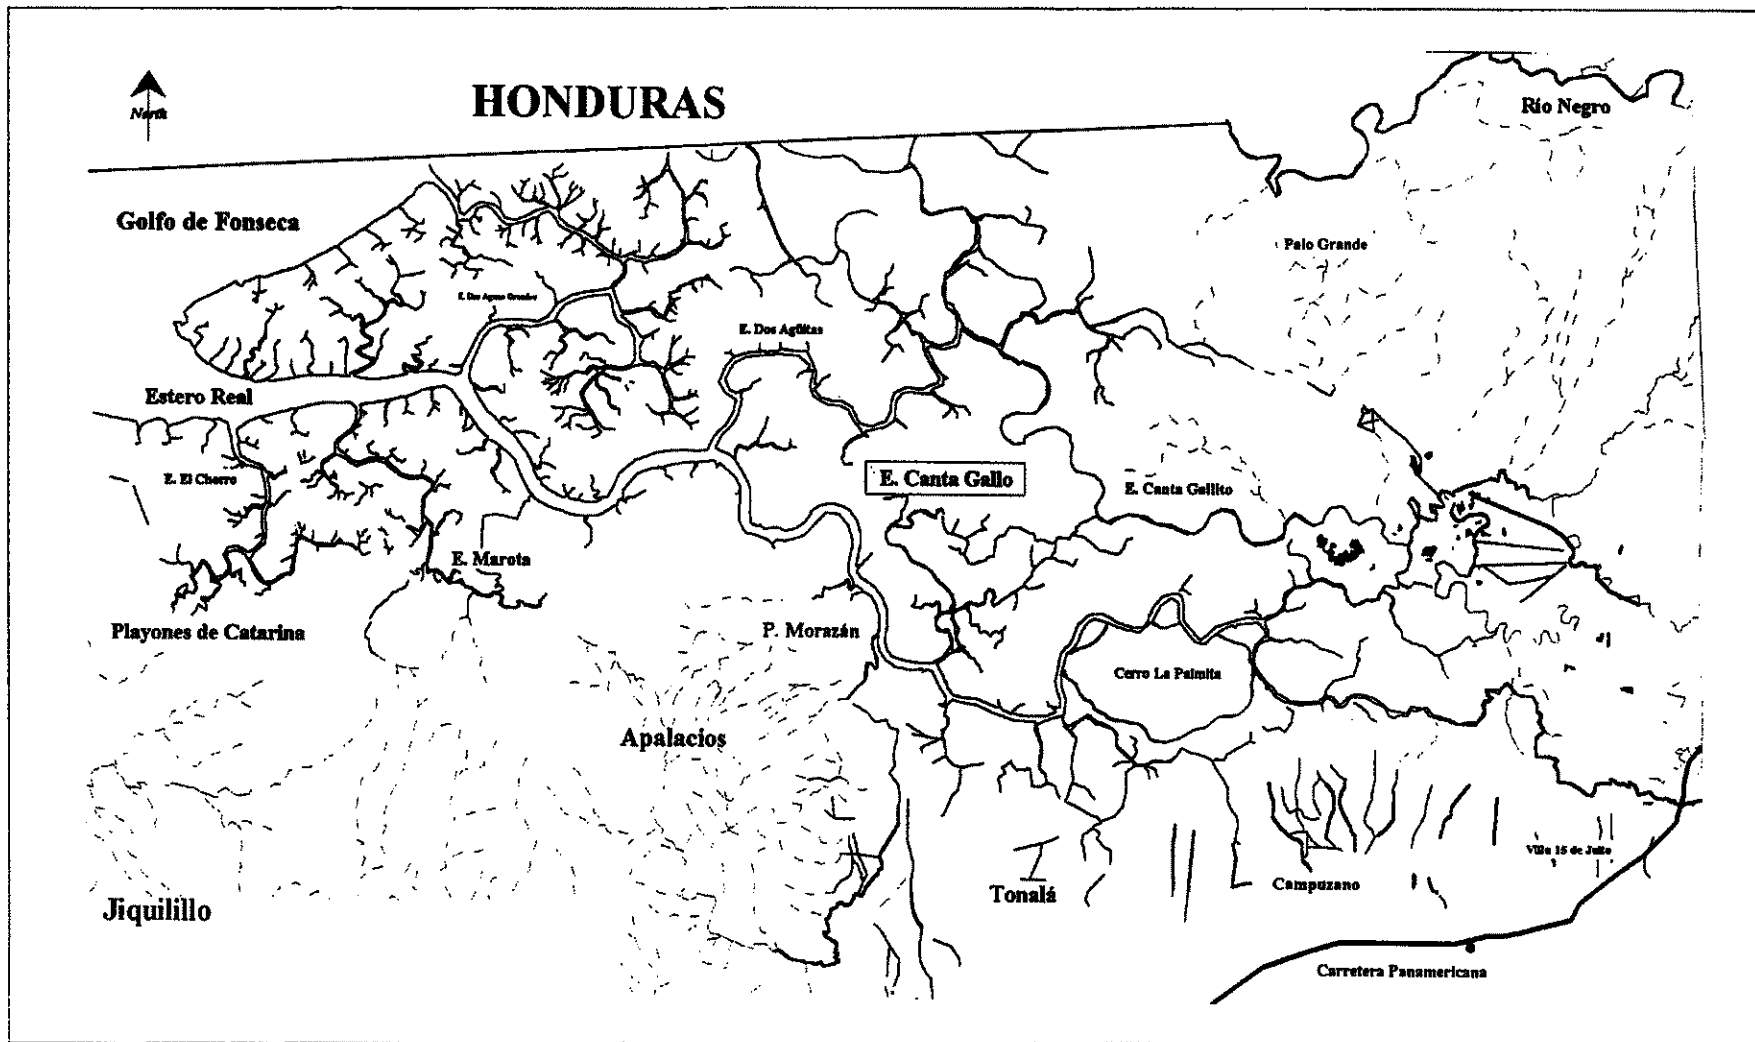 HONDURAS
North
Río Negro
Golfo de Fonseca
Palo Grande
E. Dos Aguas Grandes
E. Dos Agüitas
Estero Real
E. El Chorro
E. Canta Gallo
E. Canta Gallito
E. Marota
Playones de Catarina
P. Morazán
Cerro La Palmita
Apalacios
Villa 15 de Julio
Tonalá
Campuzano
Jiquilillo
Carretera Panamericana